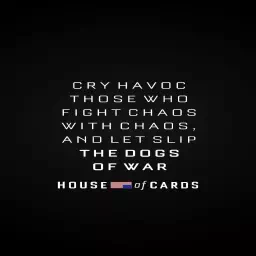 CRY HAVOC
THOSE WHO
FIGHT CHAOS
WITH CHAOS,
AND LET SLIP
THE DOGS
OF WAR
HOUSE of CARDS